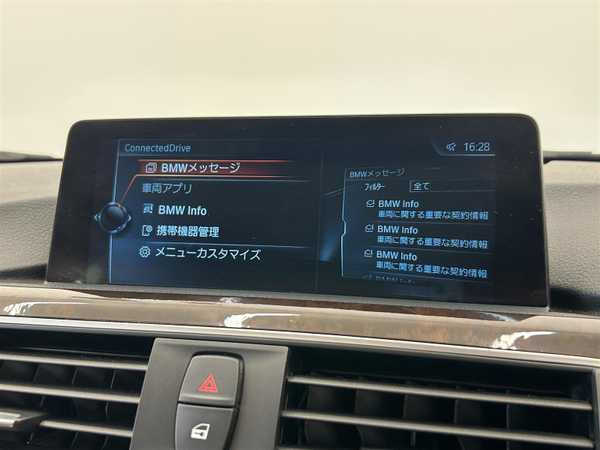 ConnectedDrive
16:28
BMWメッセージ
車両アプリ
BMW Info
携帯機器管理
メニューカスタマイズ
BMWメッセージ
フィルター 全て
BMW Info
車両に関する重要な契約情報
BMW Info
車両に関する重要な契約情報
BMW Info
車両に関する重要な契約情報
BMW Info